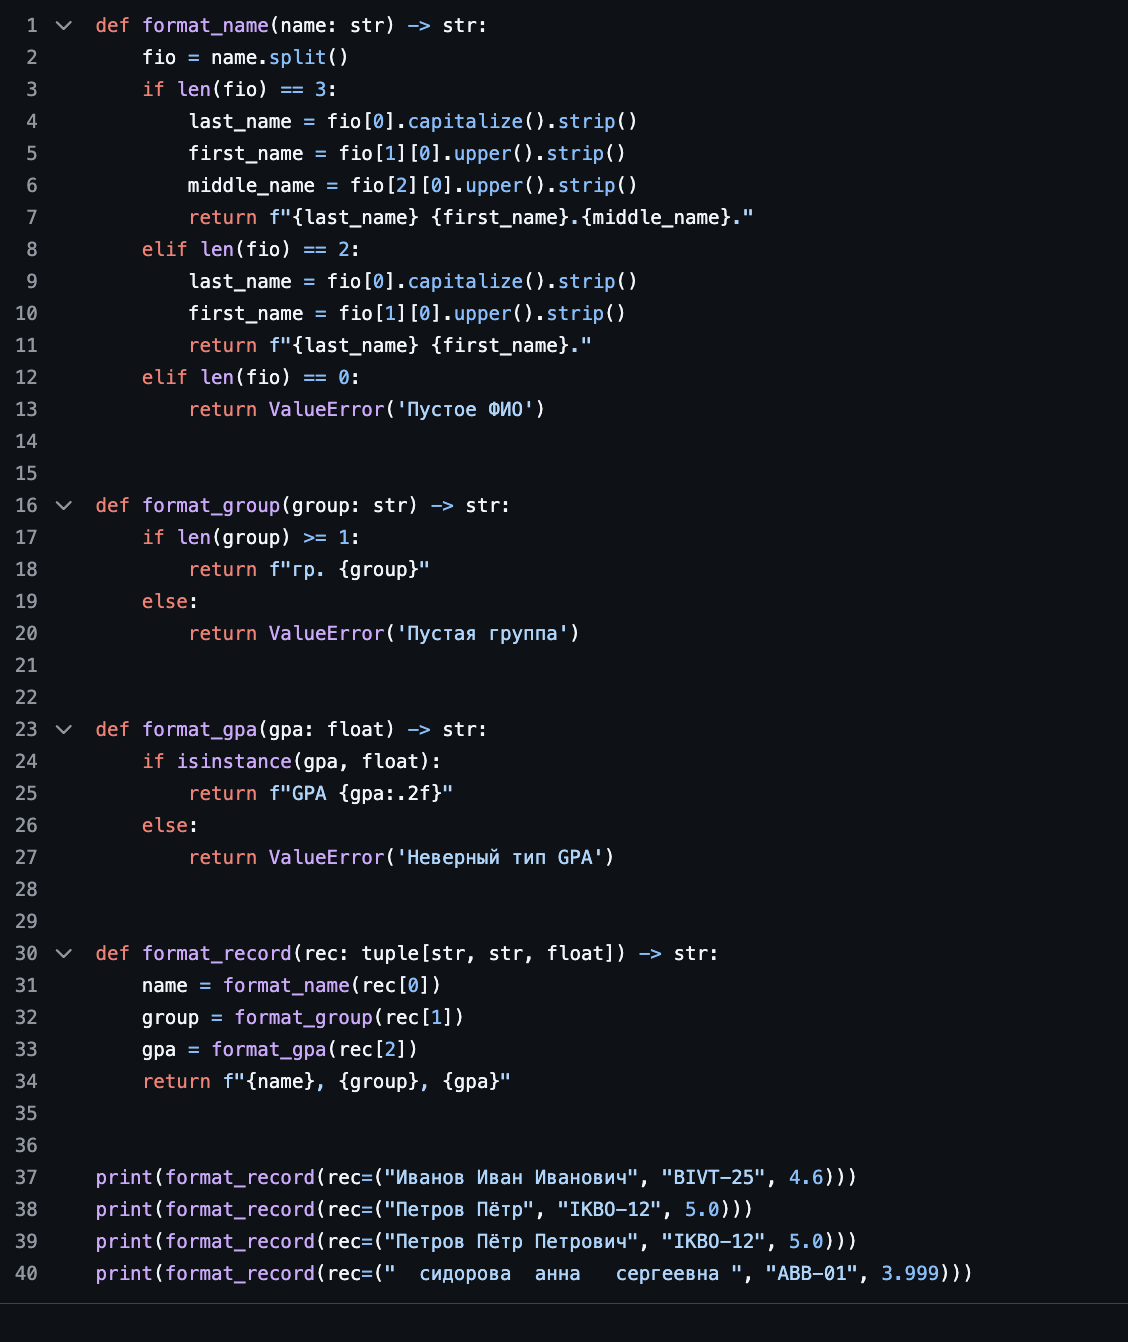 1 def format_name(name: str) -> str:
2     fio = name.split()
3     if len(fio) == 3:
4         last_name = fio[0].capitalize().strip()
5         first_name = fio[1][0].upper().strip()
6         middle_name = fio[2][0].upper().strip()
7         return f"{last_name} {first_name}.{middle_name}."
8     elif len(fio) == 2:
9         last_name = fio[0].capitalize().strip()
10         first_name = fio[1][0].upper().strip()
11         return f"{last_name} {first_name}."
12     elif len(fio) == 0:
13         return ValueError('Пустое ФИО')
14
15
16 def format_group(group: str) -> str:
17     if len(group) >= 1:
18         return f"гр. {group}"
19     else:
20         return ValueError('Пустая группа')
21
22
23 def format_gpa(gpa: float) -> str:
24     if isinstance(gpa, float):
25         return f"GPA {gpa:.2f}"
26     else:
27         return ValueError('Неверный тип GPA')
28
29
30 def format_record(rec: tuple[str, str, float]) -> str:
31     name = format_name(rec[0])
32     group = format_group(rec[1])
33     gpa = format_gpa(rec[2])
34     return f"{name}, {group}, {gpa}"
35
36
37 print(format_record(rec=("Иванов Иван Иванович", "BIVT-25", 4.6)))
38 print(format_record(rec=("Петров Пётр", "IKBO-12", 5.0)))
39 print(format_record(rec=("Петров Пётр Петрович", "IKBO-12", 5.0)))
40 print(format_record(rec=("  сидорова  анна   сергеевна ", "ABB-01", 3.999)))